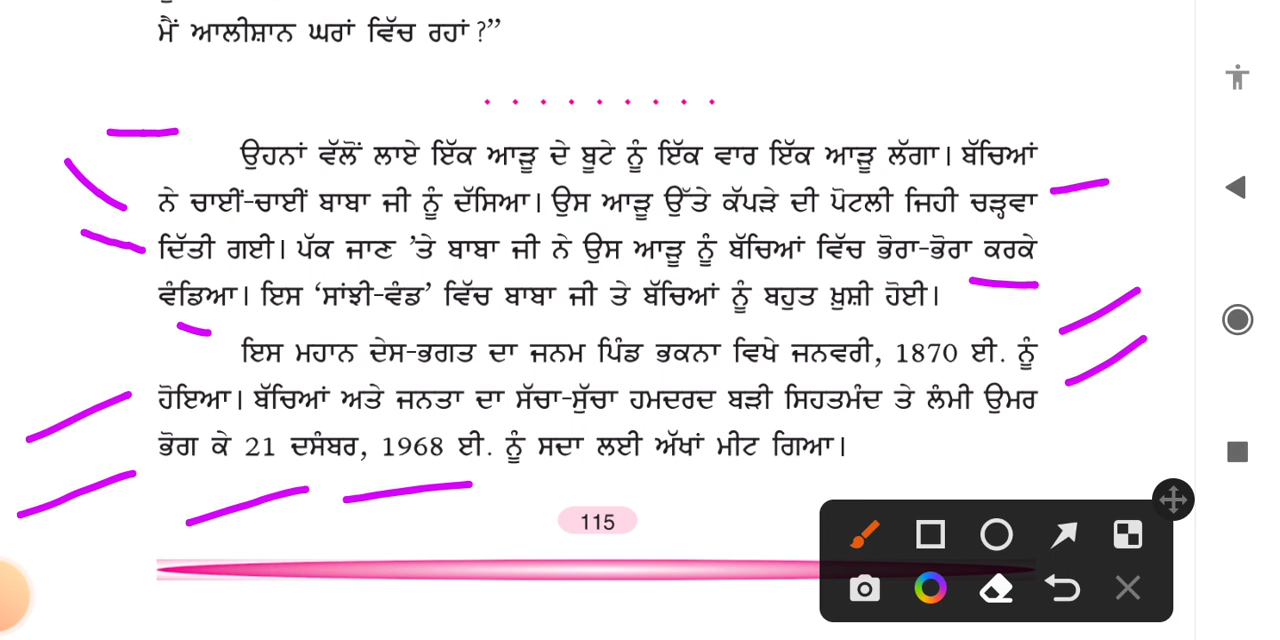 ਮੈਂ ਆਲੀਸ਼ਾਨ ਘਰਾਂ ਵਿੱਚ ਰਹਾਂ ?”
ਉਹਨਾਂ ਵੱਲੋਂ ਲਾਏ ਇੱਕ ਆੜੂ ਦੇ ਬੂਟੇ ਨੂੰ ਇੱਕ ਵਾਰ ਇੱਕ ਆੜੂ ਲੱਗਾ। ਬੱਚਿਆਂ
ਨੇ ਚਾਈਂ-ਚਾਈਂ ਬਾਬਾ ਜੀ ਨੂੰ ਦੱਸਿਆ। ਉਸ ਆੜੂ ਉੱਤੇ ਕੱਪੜੇ ਦੀ ਪੋਟਲੀ ਜਿਹੀ ਚੜ੍ਹਵਾ
ਦਿੱਤੀ ਗਈ। ਪੱਕ ਜਾਣ ’ਤੇ ਬਾਬਾ ਜੀ ਨੇ ਉਸ ਆੜੂ ਨੂੰ ਬੱਚਿਆਂ ਵਿੱਚ ਭੋਰਾ-ਭੋਰਾ ਕਰਕੇ
ਵੰਡਿਆ। ਇਸ ‘ਸਾਂਝੀ-ਵੰਡ’ ਵਿੱਚ ਬਾਬਾ ਜੀ ਤੇ ਬੱਚਿਆਂ ਨੂੰ ਬਹੁਤ ਖ਼ੁਸ਼ੀ ਹੋਈ।
ਇਸ ਮਹਾਨ ਦੇਸ-ਭਗਤ ਦਾ ਜਨਮ ਪਿੰਡ ਭਕਨਾ ਵਿਖੇ ਜਨਵਰੀ, 1870 ਈ. ਨੂੰ
ਹੋਇਆ। ਬੱਚਿਆਂ ਅਤੇ ਜਨਤਾ ਦਾ ਸੱਚਾ-ਸੁੱਚਾ ਹਮਦਰਦ ਬੜੀ ਸਿਹਤਮੰਦ ਤੇ ਲੰਮੀ ਉਮਰ
ਭੋਗ ਕੇ 21 ਦਸੰਬਰ, 1968 ਈ. ਨੂੰ ਸਦਾ ਲਈ ਅੱਖਾਂ ਮੀਟ ਗਿਆ।
115